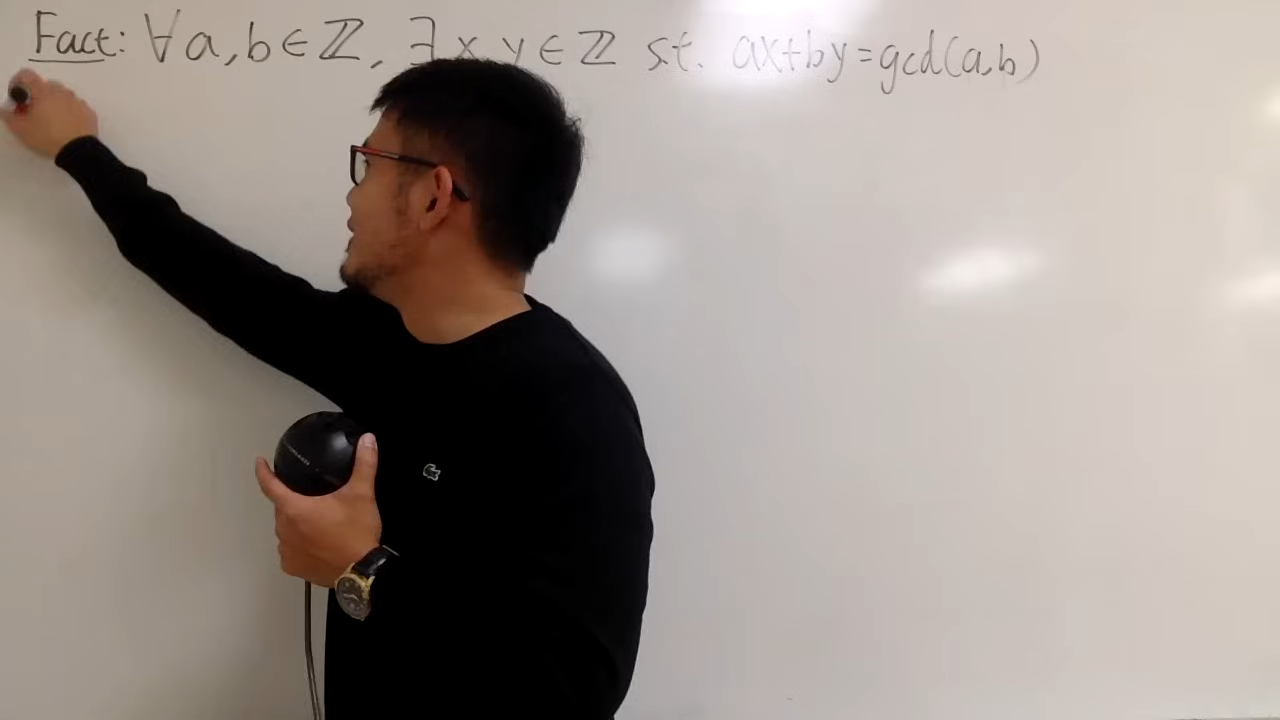 Fact: ∀ a, b ∈ ℤ, ∃ x y ∈ ℤ s.t. ax+by=gcd(a,b)